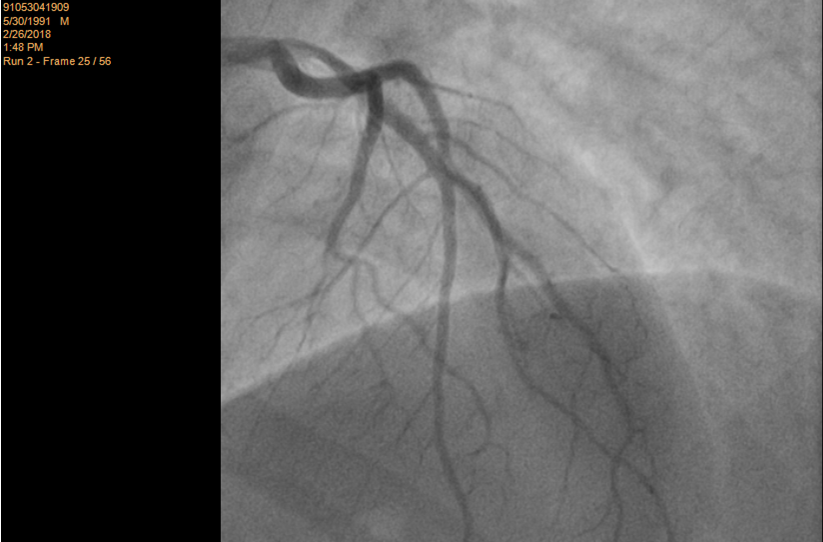 91053041909
5/30/1991 M
2/26/2018
1:48 PM
Run 2 - Frame 25 / 56